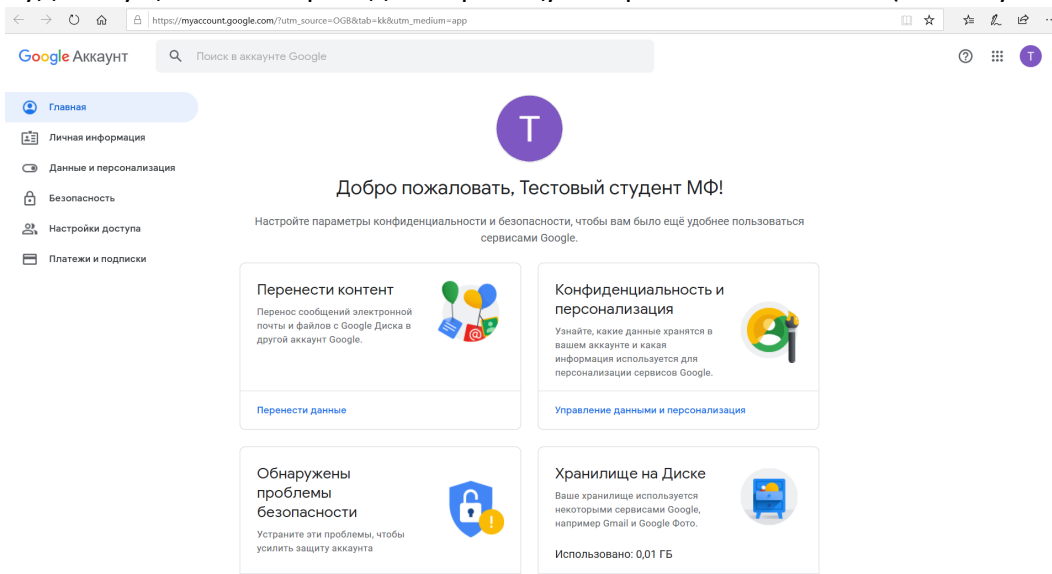 https://myaccount.google.com/?utm_source=OGB&tab=kk&utm_medium=app
Google Аккаунт
Поиск в аккаунте Google
T
Главная
Личная информация
Данные и персонализация
Безопасность
Настройки доступа
Платежи и подписки
T
Добро пожаловать, Тестовый студент МФ!
Настройте параметры конфиденциальности и безопасности, чтобы вам было ещё удобнее пользоваться
сервисами Google.
Перенести контент
Перенос сообщений электронной
почты и файлов с Google Диска в
другой аккаунт Google.
Перенести данные
Конфиденциальность и
персонализация
Узнайте, какие данные хранятся в
вашем аккаунте и какая
информация используется для
персонализации сервисов Google.
Управление данными и персонализация
Обнаружены
проблемы
безопасности
Устраните эти проблемы, чтобы
усилить защиту аккаунта
Хранилище на Диске
Ваше хранилище используется
некоторыми сервисами Google,
например Gmail и Google Фото.
Использовано: 0,01 ГБ